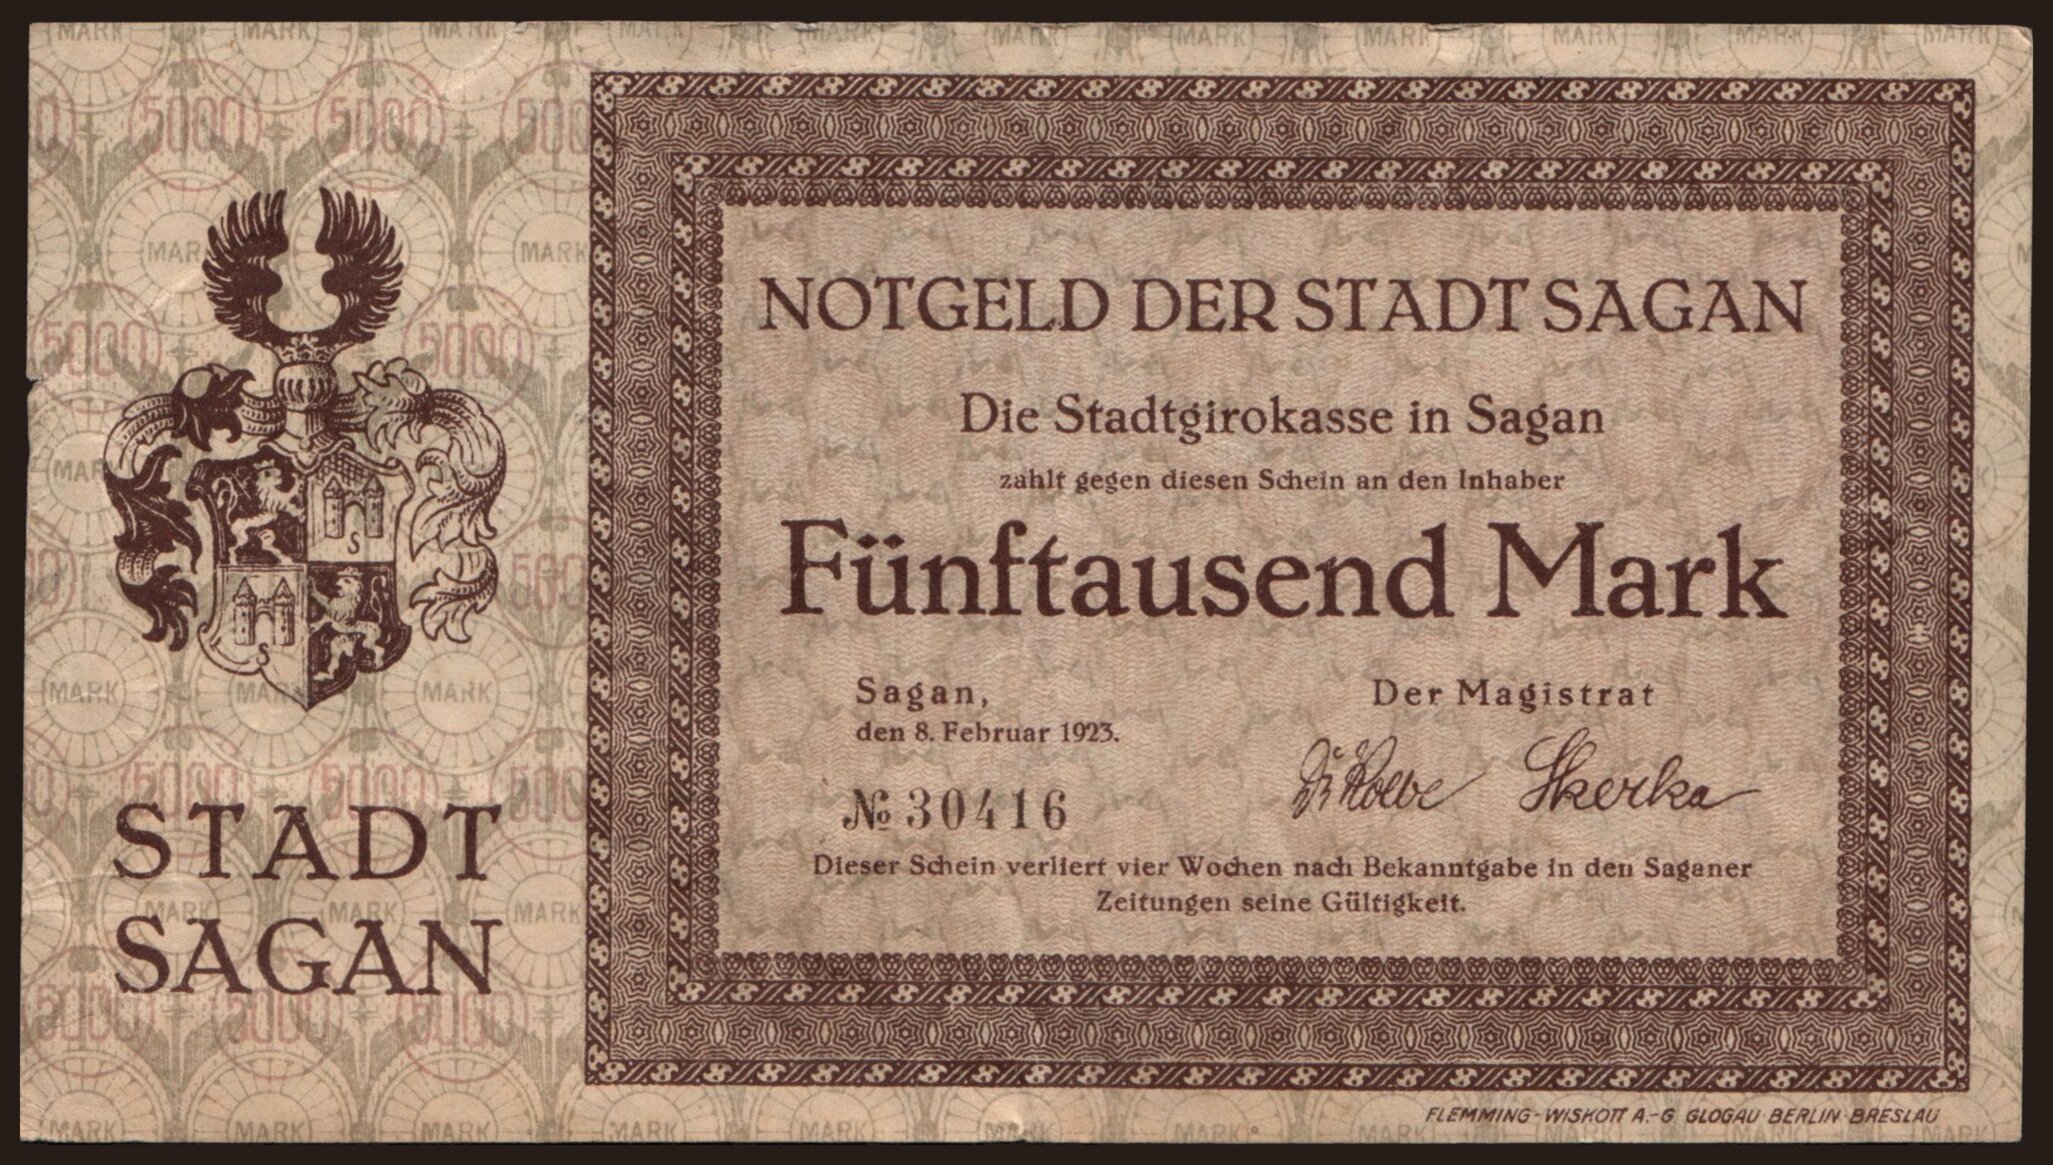 STADT
SAGAN
NOTGELD DER STADT SAGAN
Die Stadtgirokasse in Sagan
zahlt gegen diesen Schein an den Inhaber
Fünftausend Mark
Sagan,
den 8. Februar 1923.
Der Magistrat
Skerka
№ 30416
Dieser Schein verliert vier Wochen nach Bekanntgabe in den Saganer
Zeitungen seine Gültigkeit.
FLEMMING-WISKOTT A.-G. GLOGAU·BERLIN·BRESLAU